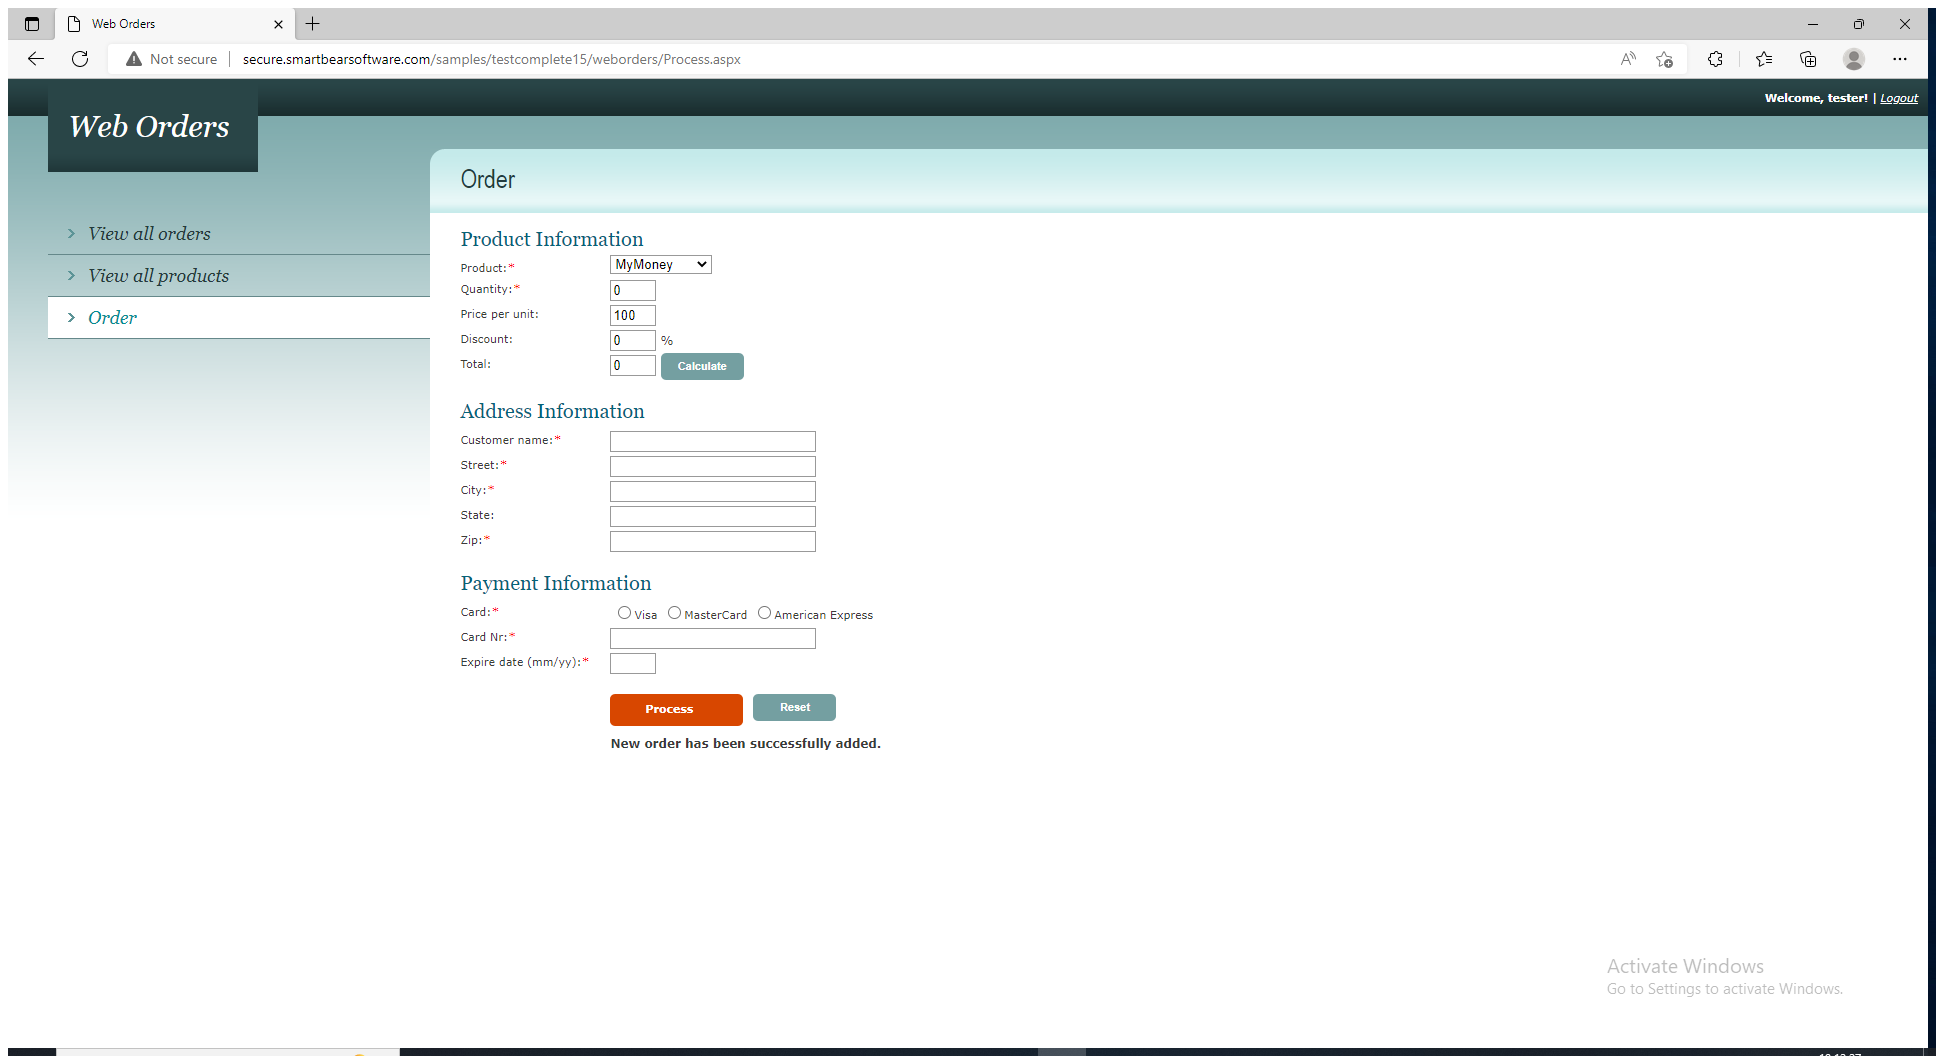 Web Orders
Not secure
secure.smartbearsoftware.com/samples/testcomplete15/weborders/Process.aspx
Welcome, tester! | Logout
Web Orders
View all orders
View all products
Order
Order
Product Information
Product:* MyMoney
Quantity:* 0
Price per unit: 100
Discount: 0 %
Total: 0 Calculate
Address Information
Customer name:*
Street:*
City:*
State:
Zip:*
Payment Information
Card:* Visa MasterCard American Express
Card Nr:*
Expire date (mm/yy):*
Process Reset
New order has been successfully added.
Activate Windows
Go to Settings to activate Windows.